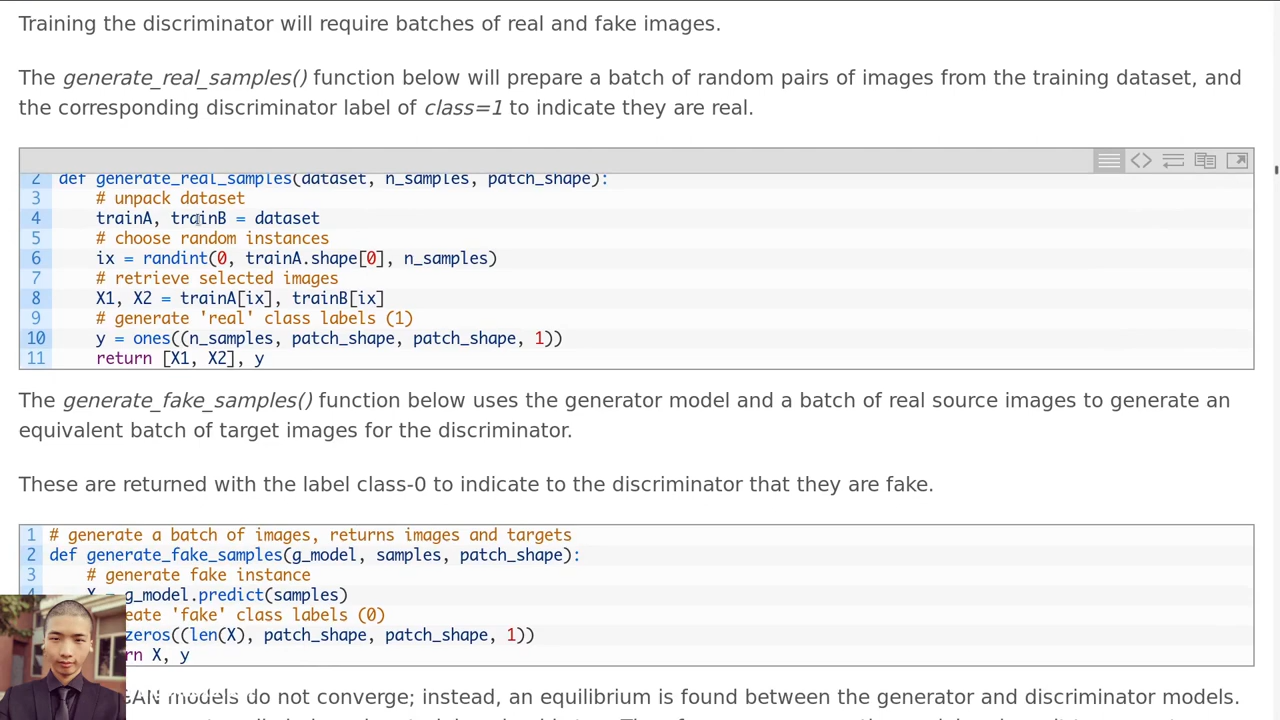 Training the discriminator will require batches of real and fake images.
The generate_real_samples() function below will prepare a batch of random pairs of images from the training dataset, and
the corresponding discriminator label of class=1 to indicate they are real.
2 def generate_real_samples(dataset, n_samples, patch_shape):
3 # unpack dataset
4 trainA, trainB = dataset
5 # choose random instances
6 ix = randint(0, trainA.shape[0], n_samples)
7 # retrieve selected images
8 X1, X2 = trainA[ix], trainB[ix]
9 # generate 'real' class labels (1)
10 y = ones((n_samples, patch_shape, patch_shape, 1))
11 return [X1, X2], y
The generate_fake_samples() function below uses the generator model and a batch of real source images to generate an
equivalent batch of target images for the discriminator.
These are returned with the label class-0 to indicate to the discriminator that they are fake.
1 # generate a batch of images, returns images and targets
2 def generate_fake_samples(g_model, samples, patch_shape):
3 # generate fake instance
= g_model.predict(samples)
'fake' class labels (0)
zeros((len(X), patch_shape, patch_shape, 1))
X, y
models do not converge; instead, an equilibrium is found between the generator and discriminator models.